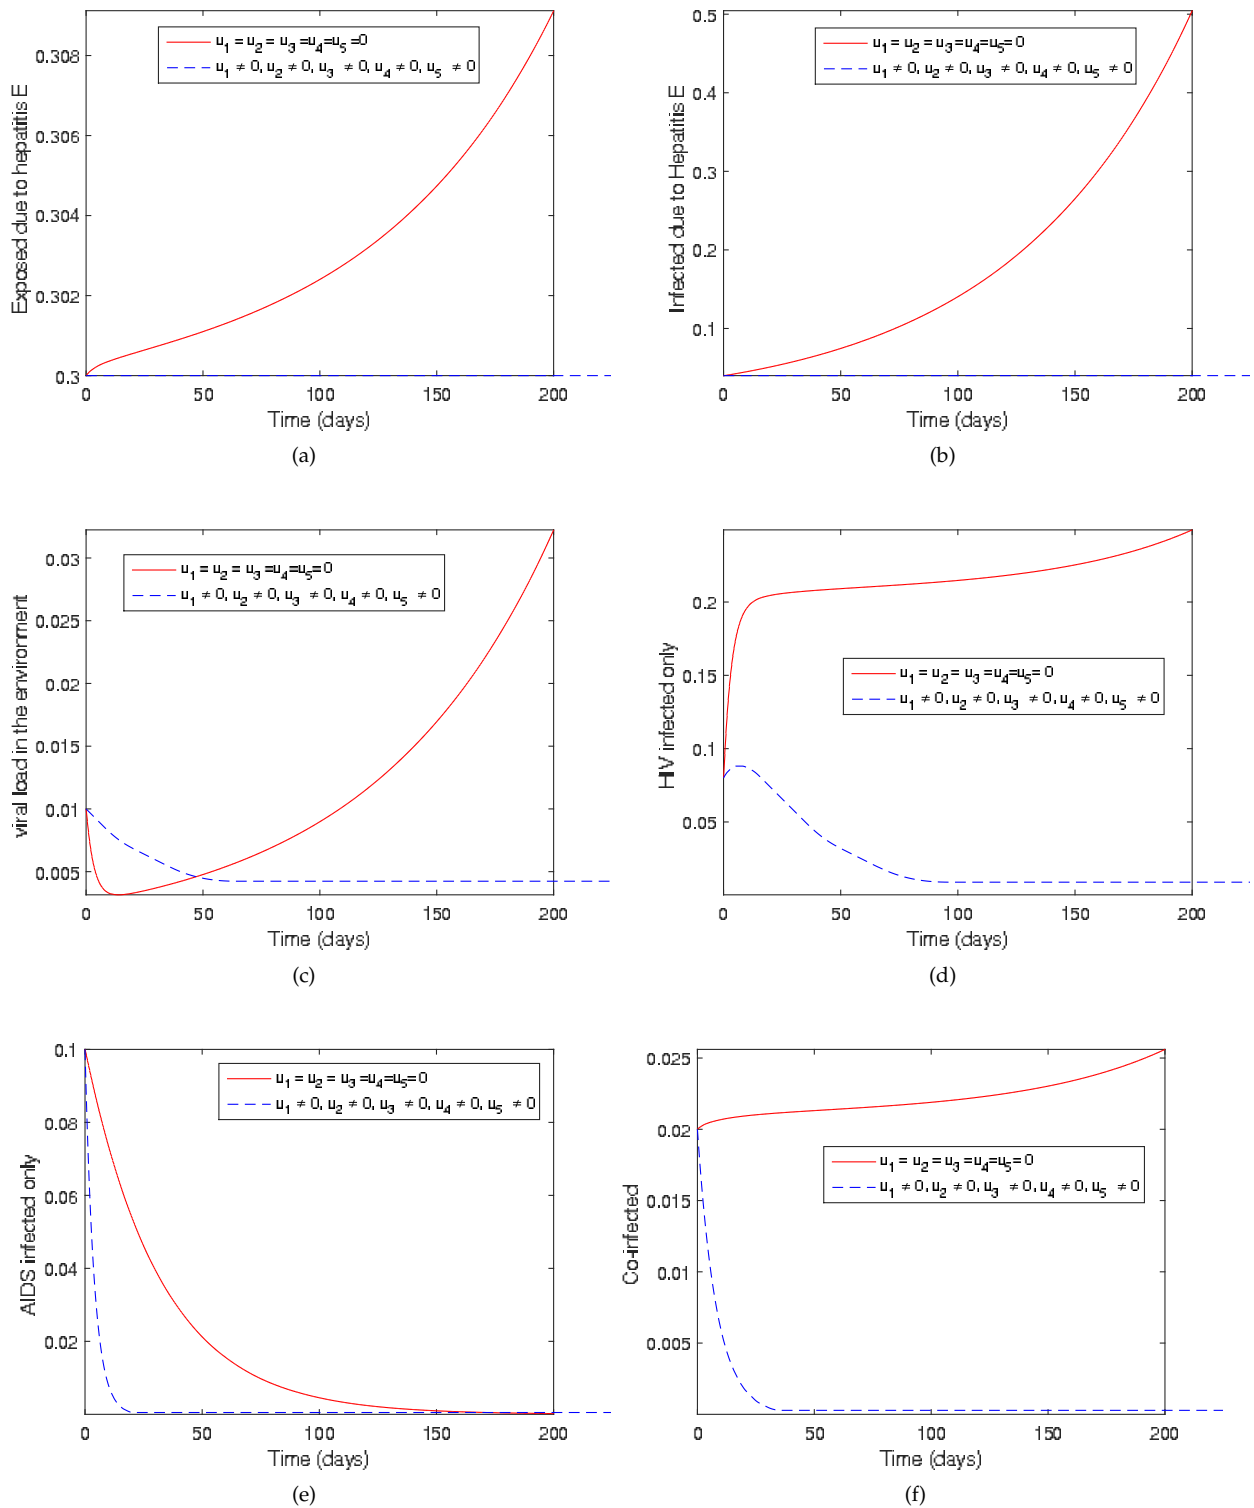 u1 = u2 = u3 =u4=u5 =0
u1 ≠ 0, u2 ≠ 0, u3 ≠ 0, u4 ≠ 0, u5 ≠ 0
Exposed due to hepatitis E
0.308
0.306
0.304
0.302
0.3
0 50 100 150 200
Time (days)
(a)
u1 = u2 = u3 =u4=u5=0
u1 ≠ 0, u2 ≠ 0, u3 ≠ 0, u4 ≠ 0, u5 ≠ 0
Infected due to Hepatitis E
0.5
0.4
0.3
0.2
0.1
0 50 100 150 200
Time (days)
(b)
u1 = u2 = u3 =u4=u5=0
u1 ≠ 0, u2 ≠ 0, u3 ≠ 0, u4 ≠ 0, u5 ≠ 0
viral load in the environment
0.03
0.025
0.02
0.015
0.01
0.005
0 50 100 150 200
Time (days)
(c)
u1 = u2 = u3 =u4=u5= 0
u1 ≠ 0, u2 ≠ 0, u3 ≠ 0, u4 ≠ 0, u5 ≠ 0
HIV infected only
0.2
0.15
0.1
0.05
0 50 100 150 200
Time (days)
(d)
u1 = u2 = u3 =u4=u5= 0
u1 ≠ 0, u2 ≠ 0, u3 ≠ 0, u4 ≠ 0, u5 ≠ 0
AIDS infected only
0.1
0.08
0.06
0.04
0.02
0 50 100 150 200
Time (days)
(e)
u1 = u2 = u3 =u4=u5= 0
u1 ≠ 0, u2 ≠ 0, u3 ≠ 0, u4 ≠ 0, u5 ≠ 0
Co-infected
0.025
0.02
0.015
0.01
0.005
0 50 100 150 200
Time (days)
(f)